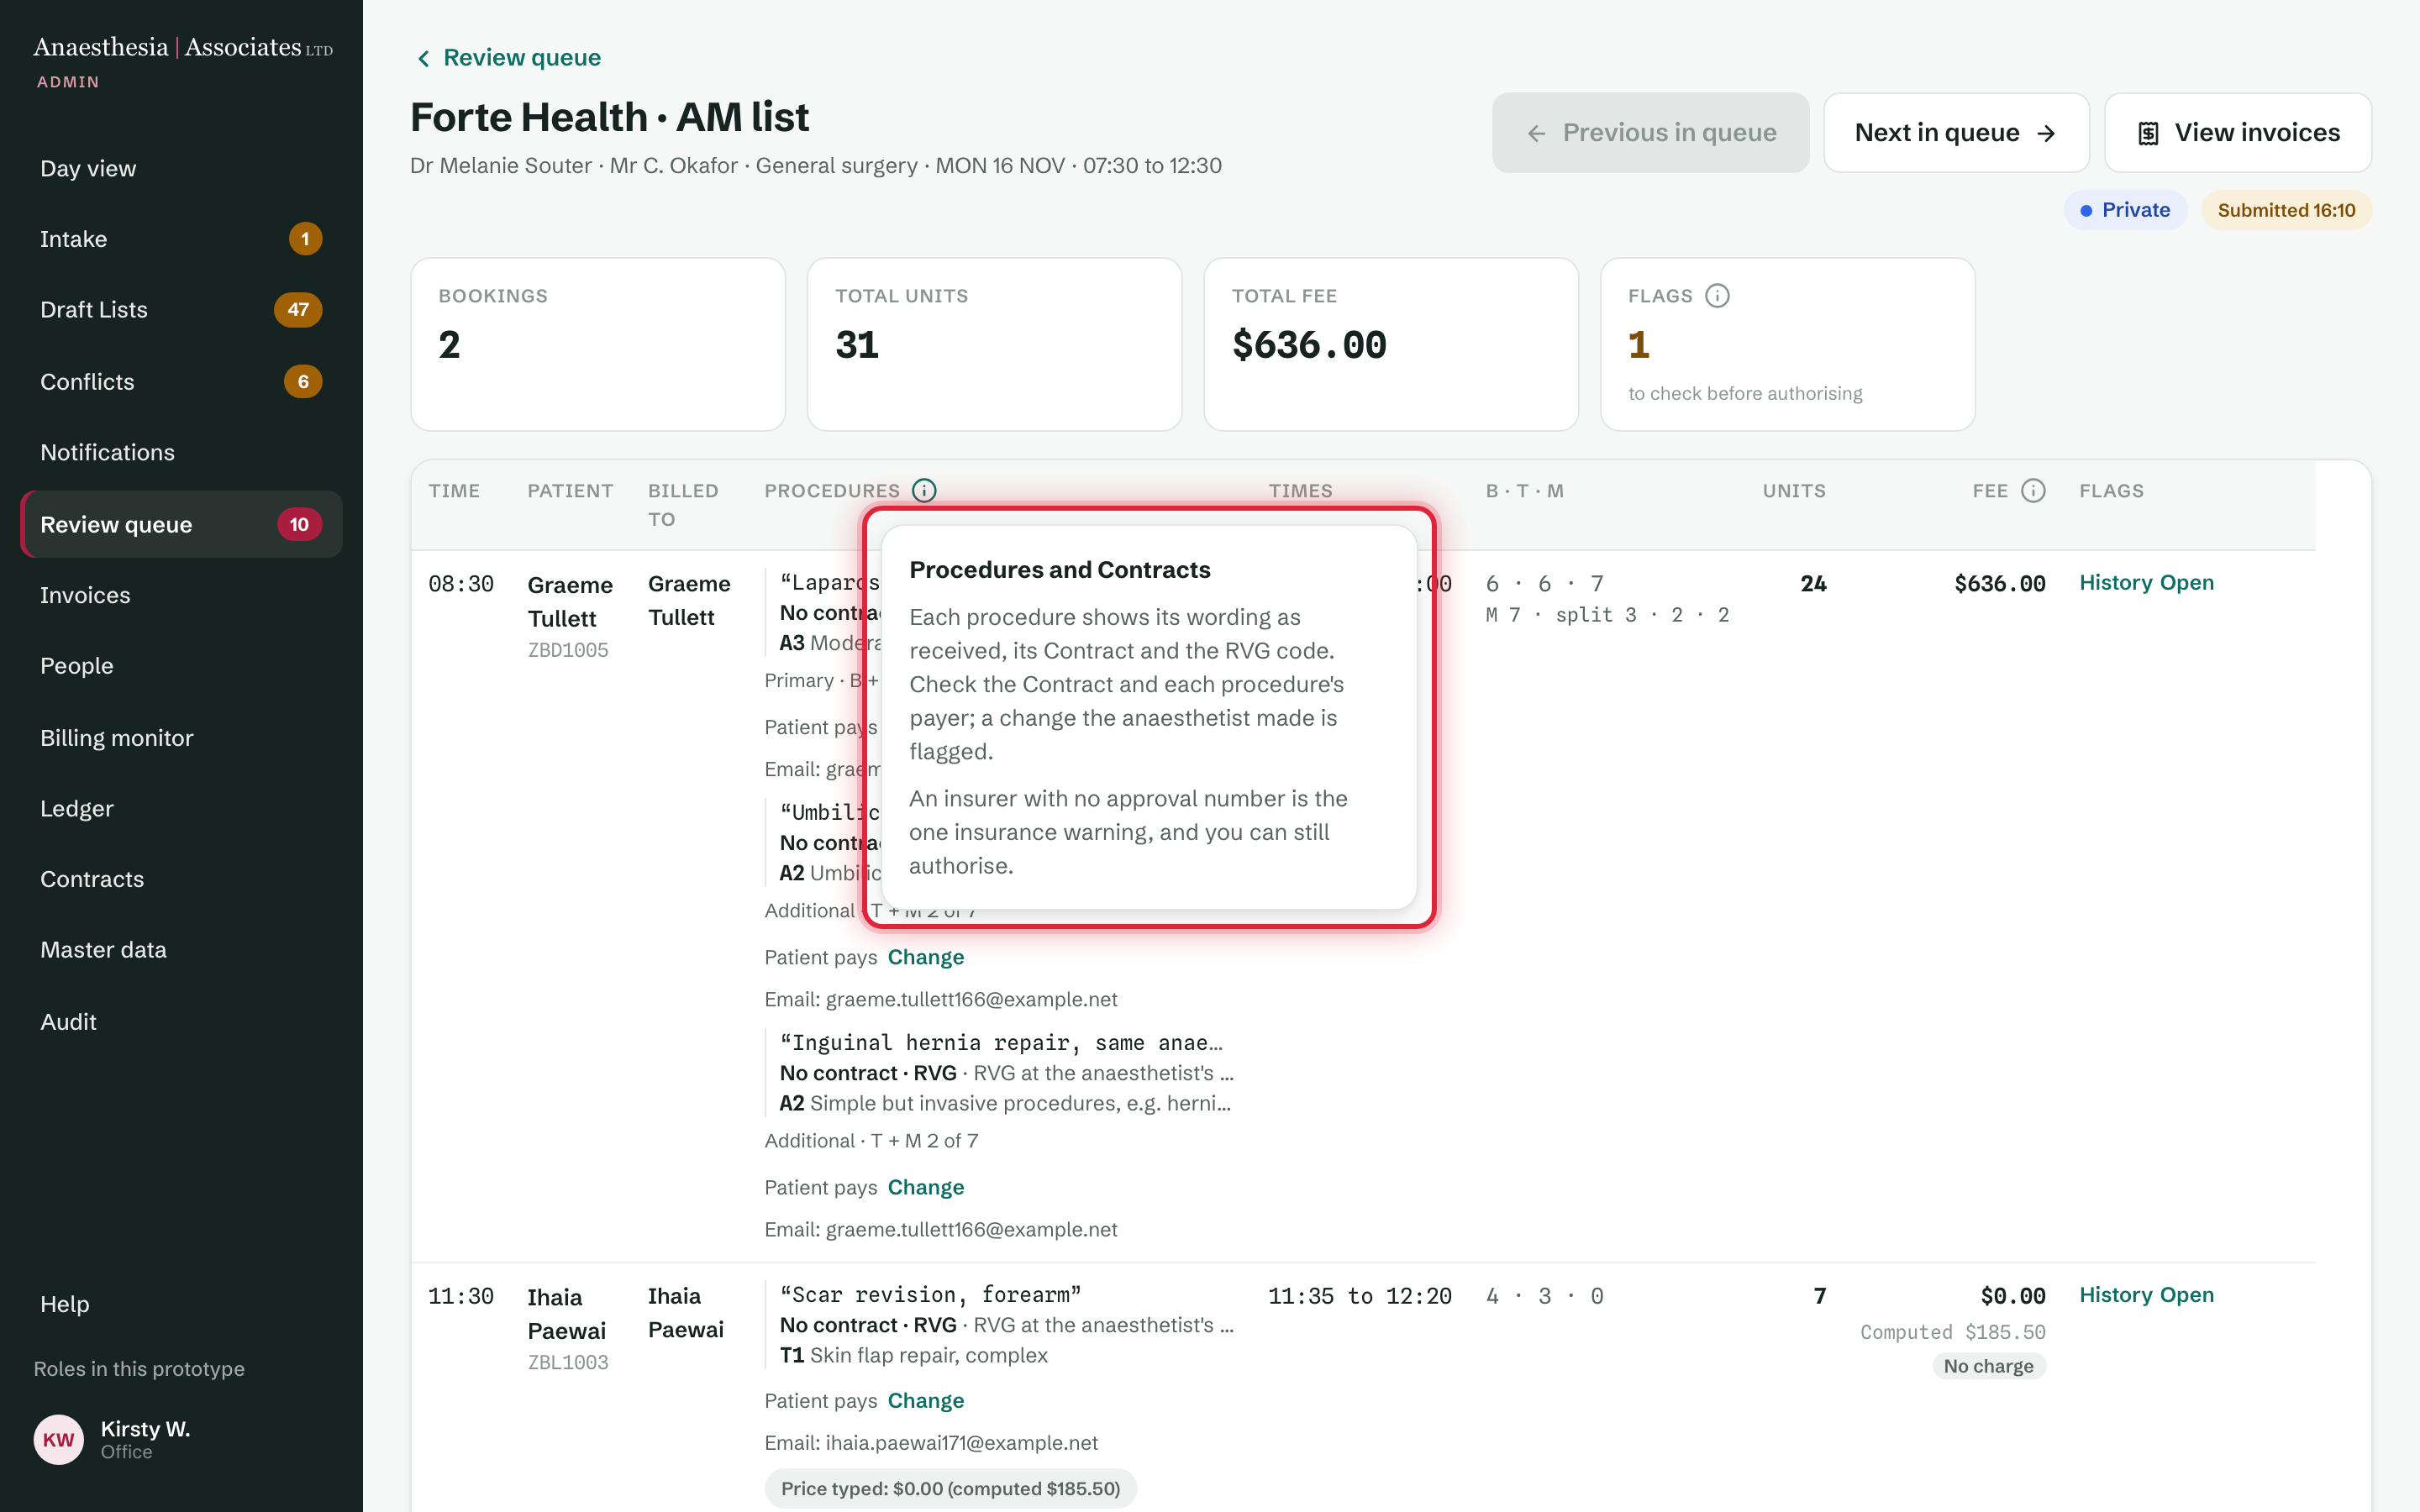 Anaesthesia | Associates LTD
ADMIN
Day view
Intake 1
Draft Lists 47
Conflicts 6
Notifications
Review queue 10
Invoices
People
Billing monitor
Ledger
Contracts
Master data
Audit
Help
Roles in this prototype
KW
Kirsty W.
Office
Review queue
Forte Health · AM list
Dr Melanie Souter · Mr C. Okafor · General surgery · MON 16 NOV · 07:30 to 12:30
← Previous in queue
Next in queue →
View invoices
Private
Submitted 16:10
BOOKINGS
2
TOTAL UNITS
31
TOTAL FEE
$636.00
FLAGS
1
to check before authorising
TIME
PATIENT
BILLED
TO
PROCEDURES
TIMES
B · T · M
UNITS
FEE
FLAGS
08:30
Graeme
Tullett
ZBD1005
Graeme
Tullett
No
Primary · B +
Patient pays
Email:
No
A3
A2
Additional · T + M 2 of 7
Patient pays Change
Email: graeme.tullett166@example.net
“Inguinal hernia repair, same anae…
No contract · RVG · RVG at the anaesthetist's …
A2 Simple but invasive procedures, e.g. herni…
Additional · T + M 2 of 7
Patient pays Change
Email: graeme.tullett166@example.net
:00
6 · 6 · 7
M 7 · split 3 · 2 · 2
24
$636.00
History Open
Procedures and Contracts
Each procedure shows its wording as
received, its Contract and the RVG code.
Check the Contract and each procedure's
payer; a change the anaesthetist made is
flagged.
An insurer with no approval number is the
one insurance warning, and you can still
authorise.
11:30
Ihaia
Paewai
ZBL1003
Ihaia
Paewai
“Scar revision, forearm”
No contract · RVG · RVG at the anaesthetist's …
T1 Skin flap repair, complex
Patient pays Change
Email: ihaia.paewai171@example.net
Price typed: $0.00 (computed $185.50)
11:35 to 12:20
4 · 3 · 0
7
$0.00
Computed $185.50
No charge
History Open